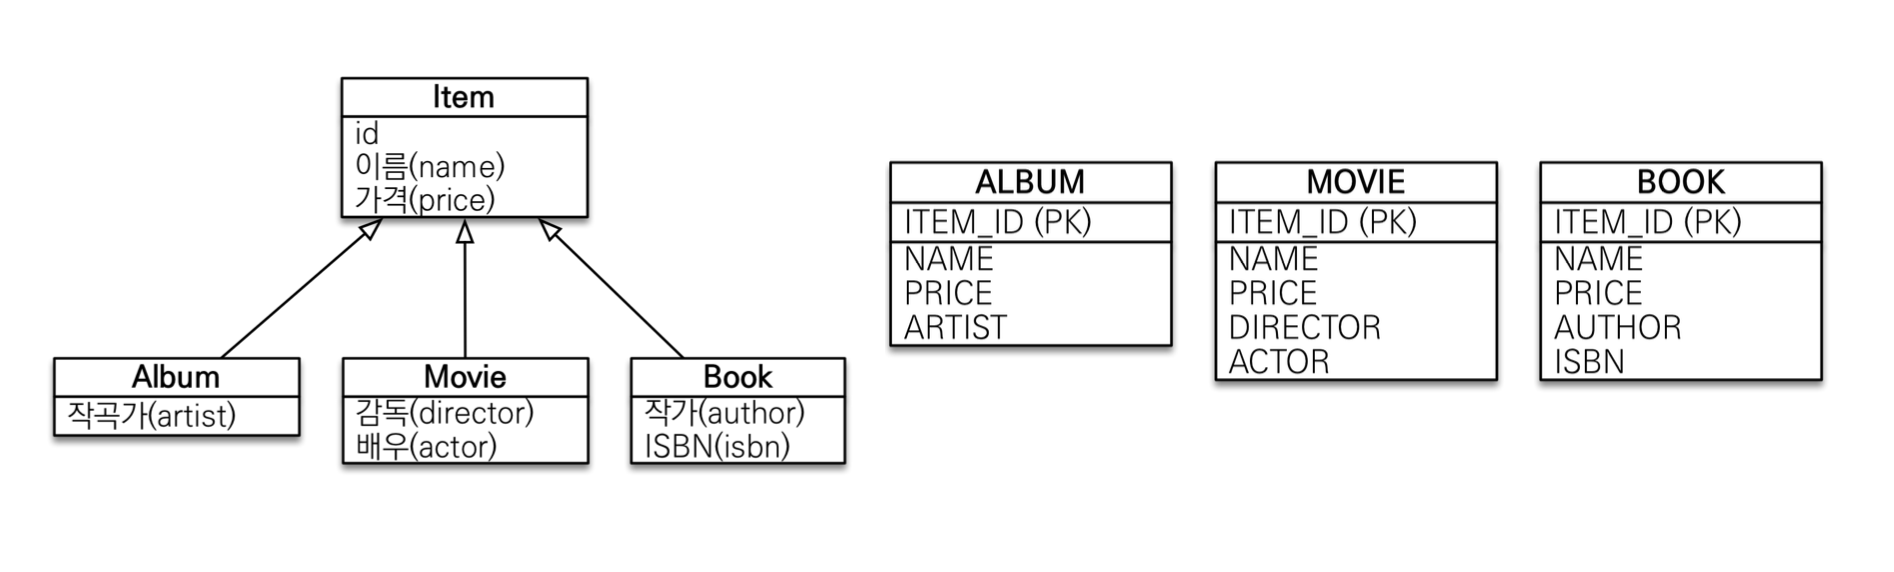 Item
id
이름(name)
가격(price)
Album
작곡가(artist)
Movie
감독(director)
배우(actor)
Book
작가(author)
ISBN(isbn)
ALBUM
ITEM_ID (PK)
NAME
PRICE
ARTIST
MOVIE
ITEM_ID (PK)
NAME
PRICE
DIRECTOR
ACTOR
BOOK
ITEM_ID (PK)
NAME
PRICE
AUTHOR
ISBN